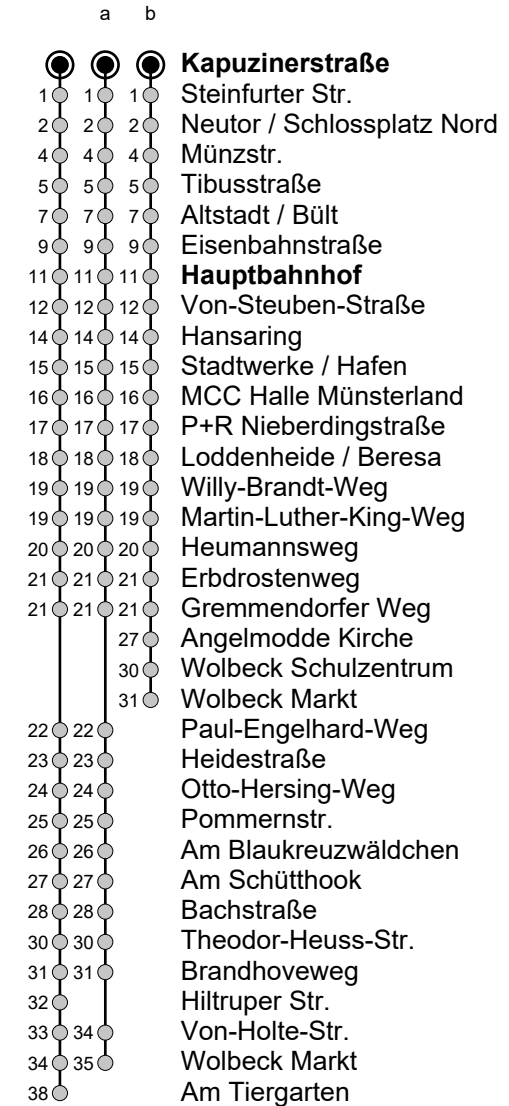 a b
Kapuzinerstraße
1 1 1 Steinfurter Str.
2 2 2 Neutor / Schlossplatz Nord
4 4 4 Münzstr.
5 5 5 Tibusstraße
7 7 7 Altstadt / Bült
9 9 9 Eisenbahnstraße
11 11 11 Hauptbahnhof
12 12 12 Von-Steuben-Straße
14 14 14 Hansaring
15 15 15 Stadtwerke / Hafen
16 16 16 MCC Halle Münsterland
17 17 17 P+R Nieberdingstraße
18 18 18 Loddenheide / Beresa
19 19 19 Willy-Brandt-Weg
19 19 19 Martin-Luther-King-Weg
20 20 20 Heumannsweg
21 21 21 Erbdrostenweg
21 21 21 Gremmendorfer Weg
27 Angelmodde Kirche
30 Wolbeck Schulzentrum
31 Wolbeck Markt
22 22 Paul-Engelhard-Weg
23 23 Heidestraße
24 24 Otto-Hersing-Weg
25 25 Pommernstr.
26 26 Am Blaukreuzwäldchen
27 27 Am Schütthook
28 28 Bachstraße
30 30 Theodor-Heuss-Str.
31 31 Brandhoveweg
32 Hiltruper Str.
33 34 Von-Holte-Str.
34 35 Wolbeck Markt
38 Am Tiergarten